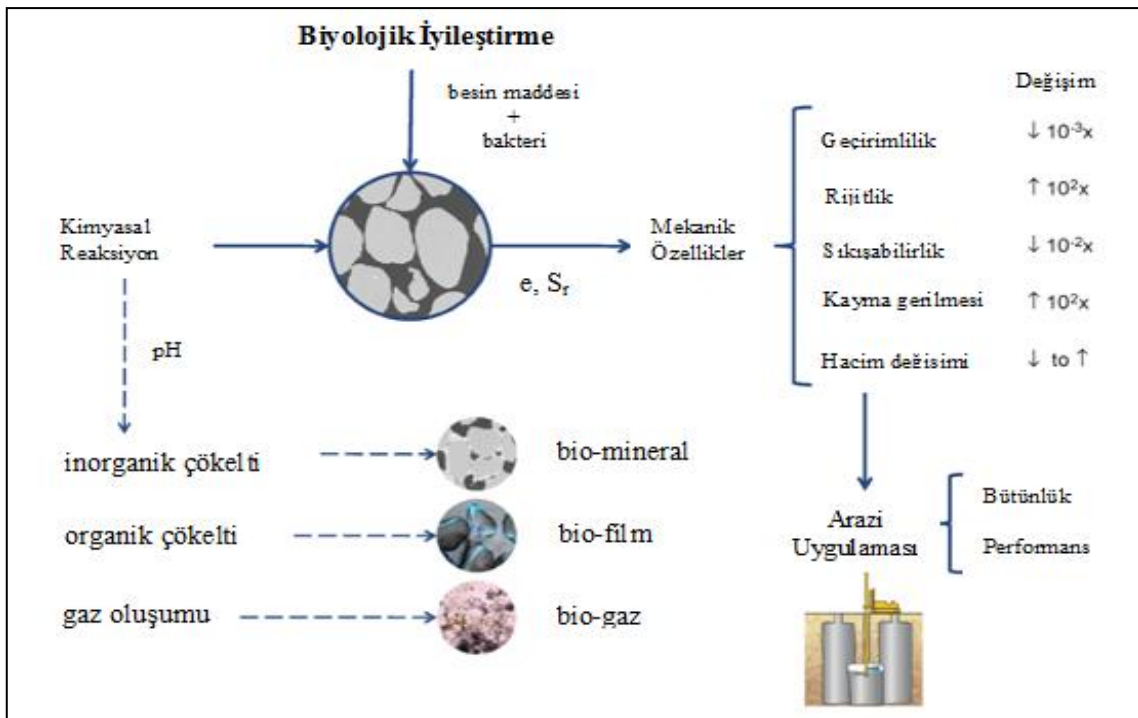 Biyolojik İyileştirme
besin maddesi
+
bakteri
Kimyasal
Reaksiyon
pH
e, Sᵣ
Mekanik
Özellikler
Değişim
Geçirimlilik ↓ 10⁻³x
Rijitlik ↑ 10²x
Sıkışabilirlik ↓ 10⁻²x
Kayma gerilmesi ↑ 10²x
Hacim değisimi ↓ to ↑
inorganik çökelti bio-mineral
organik çökelti bio-film
gaz oluşumu bio-gaz
Arazi
Uygulaması
Bütünlük
Performans